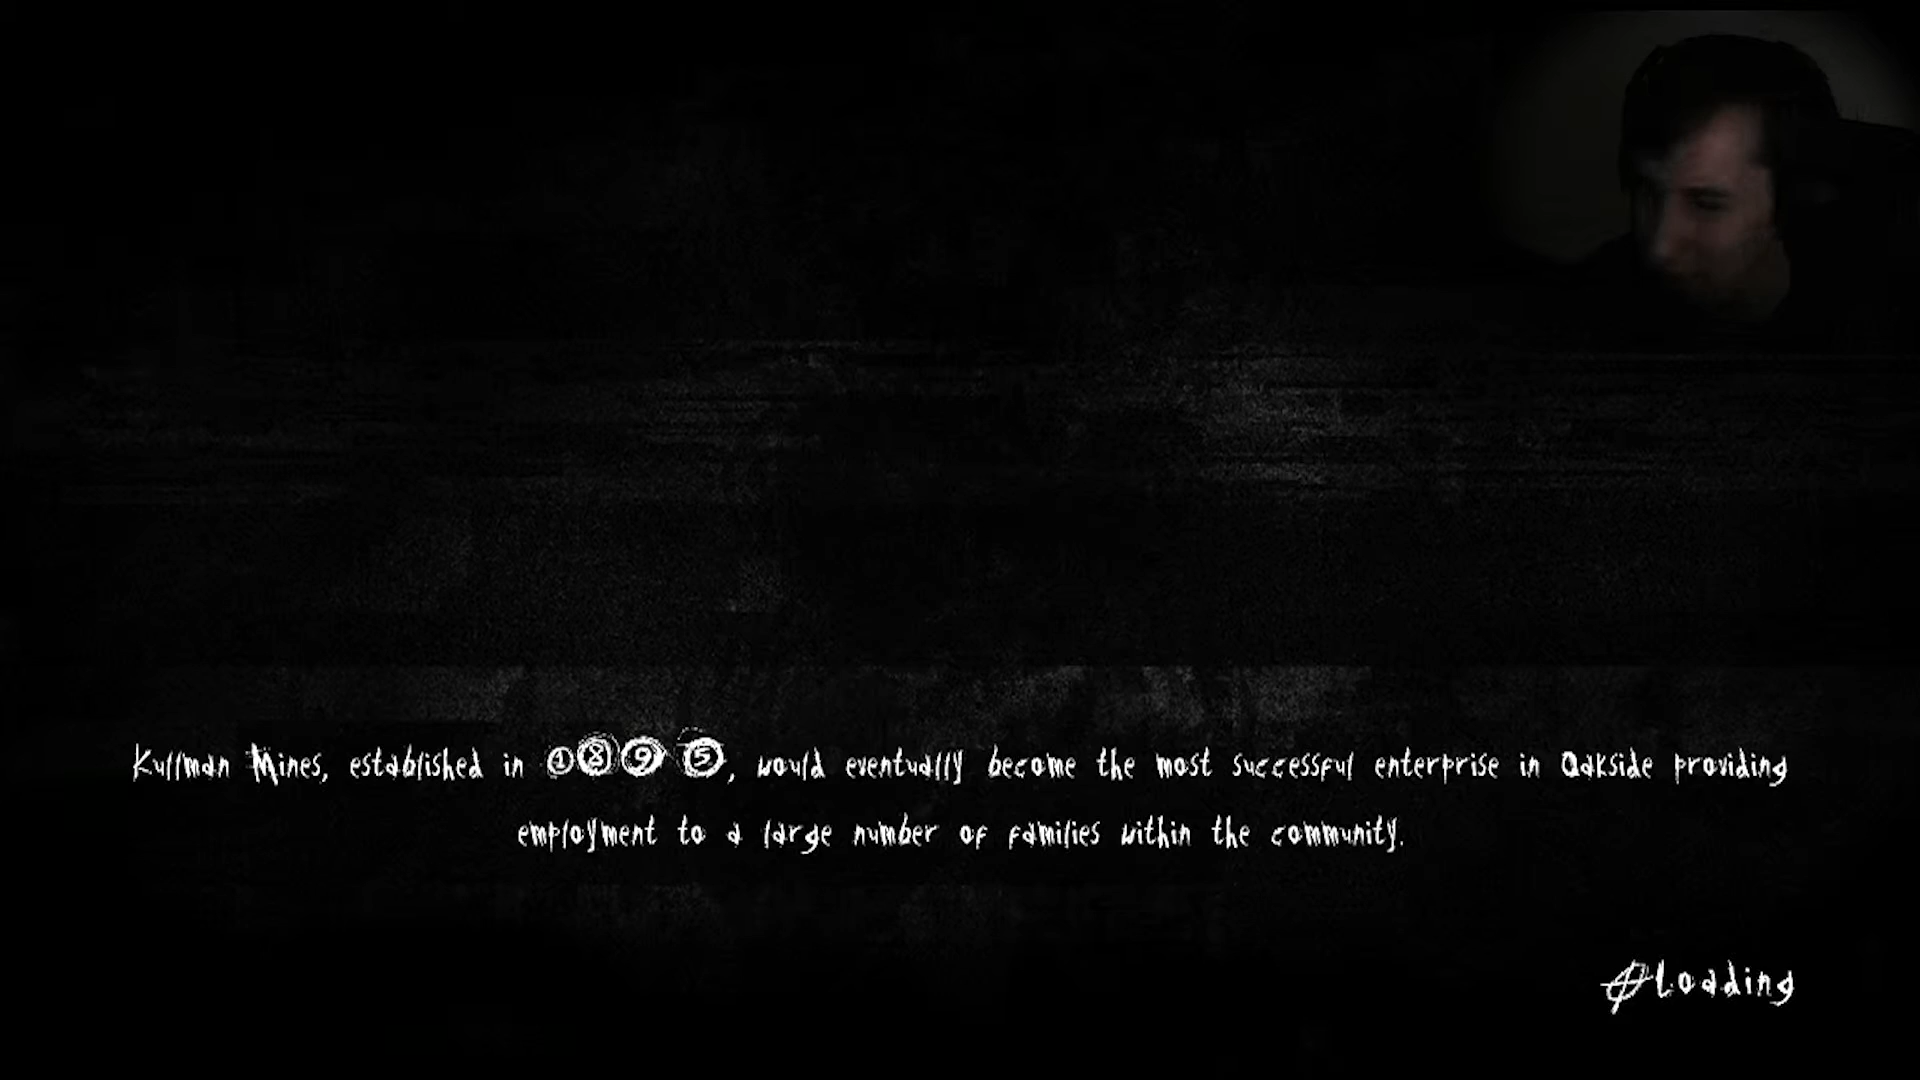 Kullman Mines, established in 1895, would eventually become the most successful enterprise in Oakside providing
employment to a large number of families within the community.
Loading